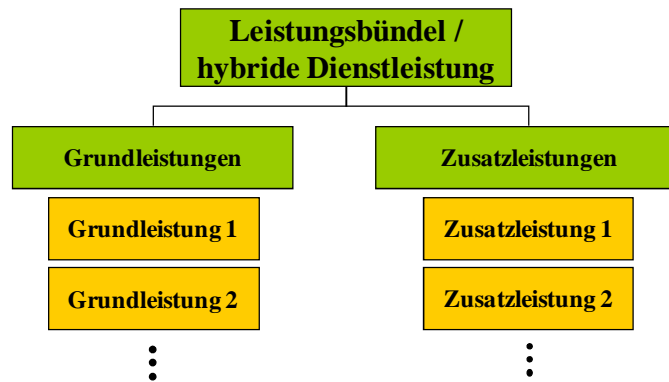 Leistungsbündel /
hybride Dienstleistung
Grundleistungen
Zusatzleistungen
Grundleistung 1
Zusatzleistung 1
Grundleistung 2
Zusatzleistung 2